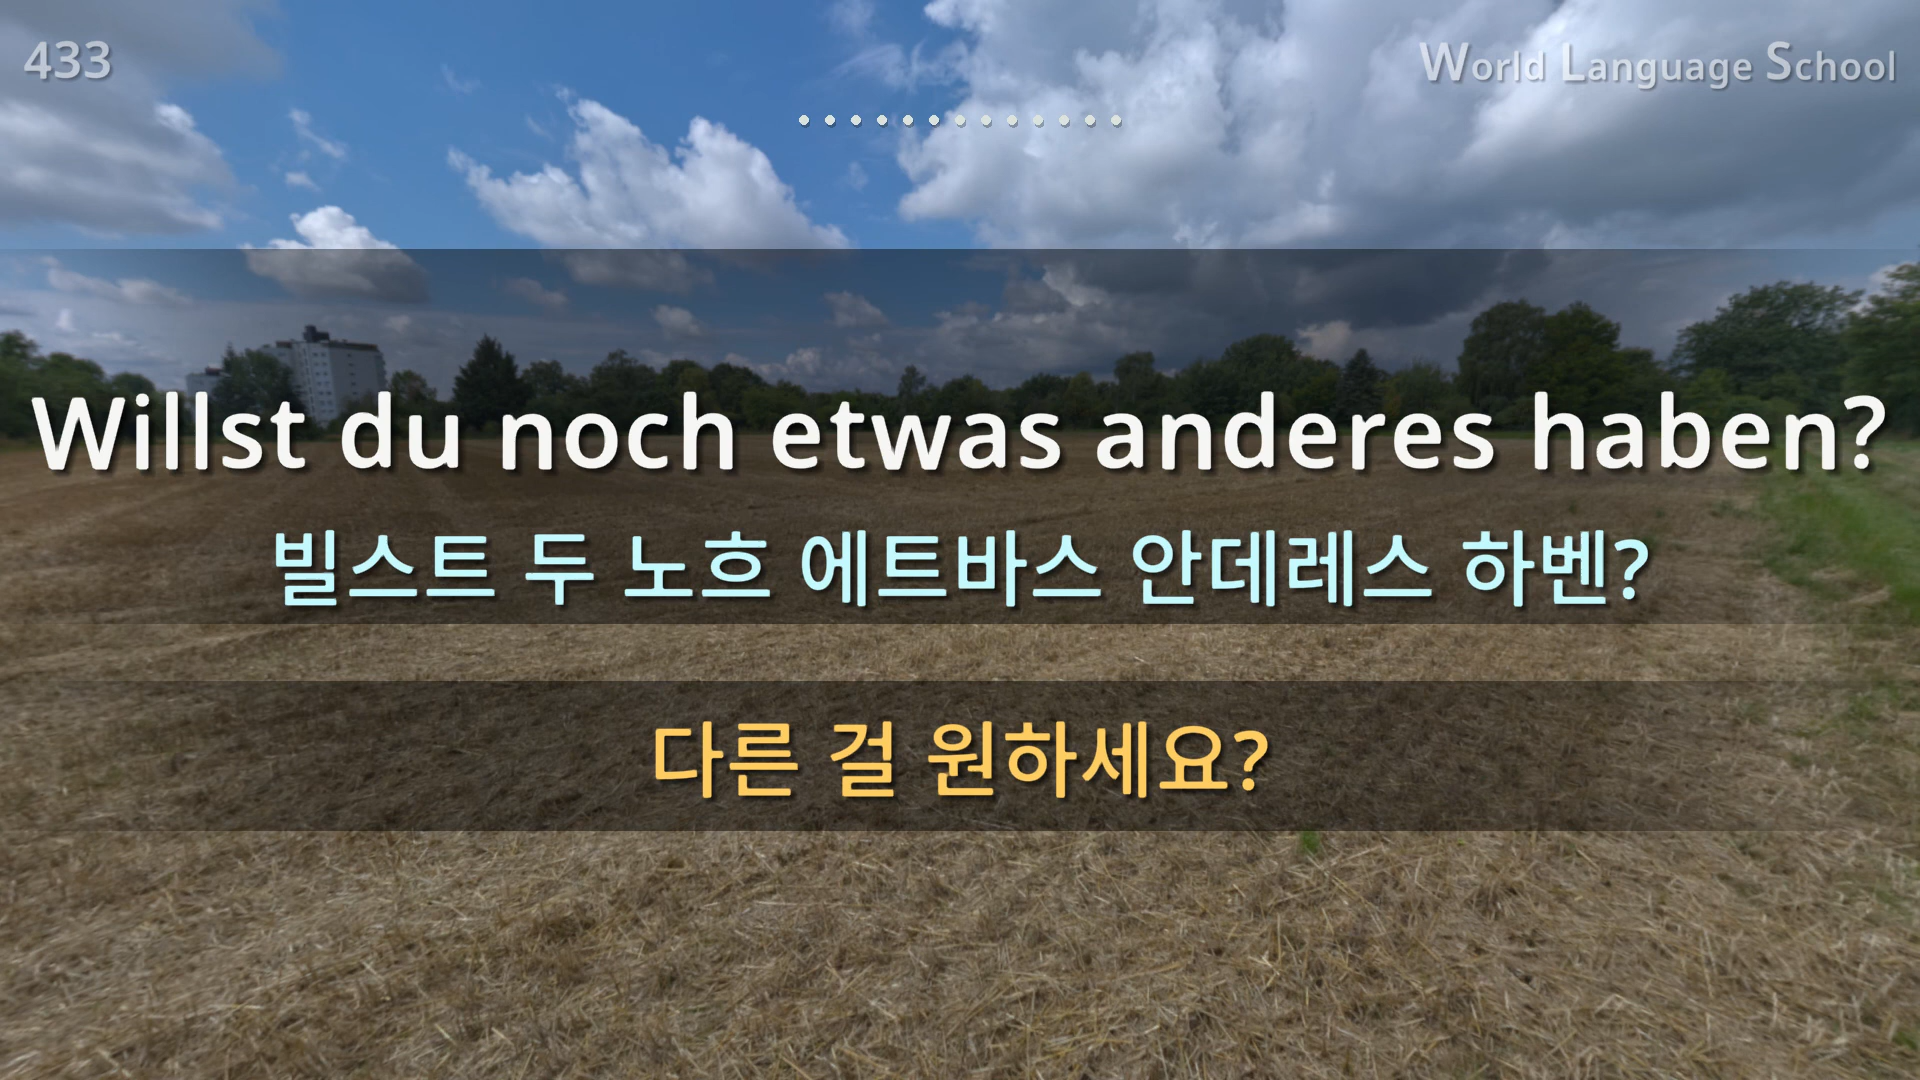 433
World Language School
Willst du noch etwas anderes haben?
빌스트 두 노흐 에트바스 안데레스 하벤?
다른 걸 원하세요?